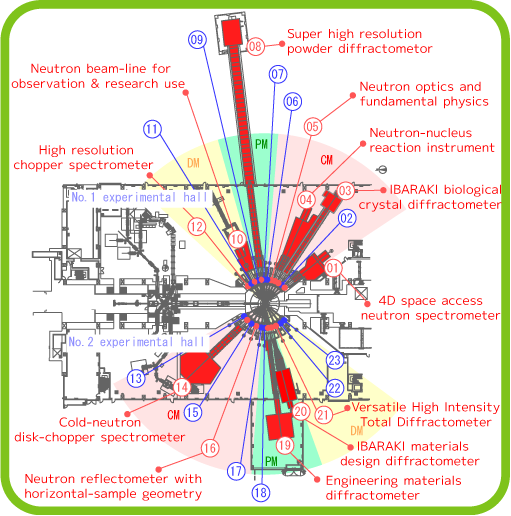 Super high resolution
powder diffractometor
08
09
Neutron beam-line for
observation & research use
07
06
Neutron optics and
fundamental physics
05
11
High resolution
chopper spectrometer
DM
PM
CM
Neutron-nucleus
reaction instrument
No.1 experimental hall
04
03
IBARAKI biological
crystal diffractometer
12
10
02
01
4D space access
neutron spectrometer
No.2 experimental hall
23
13
14
22
15
CM
20
21
Versatile High Intensity
Total Diffractometer
Cold-neutron
disk-chopper spectrometer
DM
16
19
IBARAKI materials
design diffractometer
PM
Neutron reflectometer with
horizontal-sample geometry
17
18
Engineering materials
diffractometer